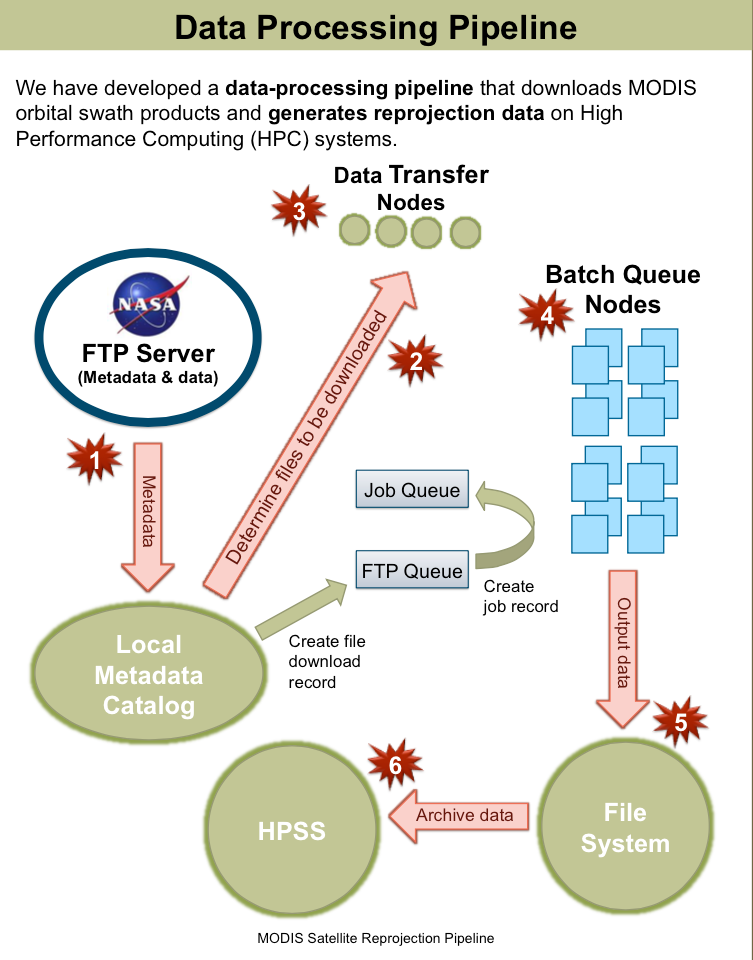 Data Processing Pipeline
We have developed a data-processing pipeline that downloads MODIS
orbital swath products and generates reprojection data on High
Performance Computing (HPC) systems.
Data Transfer
Nodes
3
Batch Queue
Nodes
4
NASA
FTP Server
(Metadata & data)
2
Determine files to be downloaded
1
Metadata
Job Queue
FTP Queue
Create
job record
Create file
download
record
Local
Metadata
Catalog
Output data
5
6
HPSS
Archive data
File
System
MODIS Satellite Reprojection Pipeline